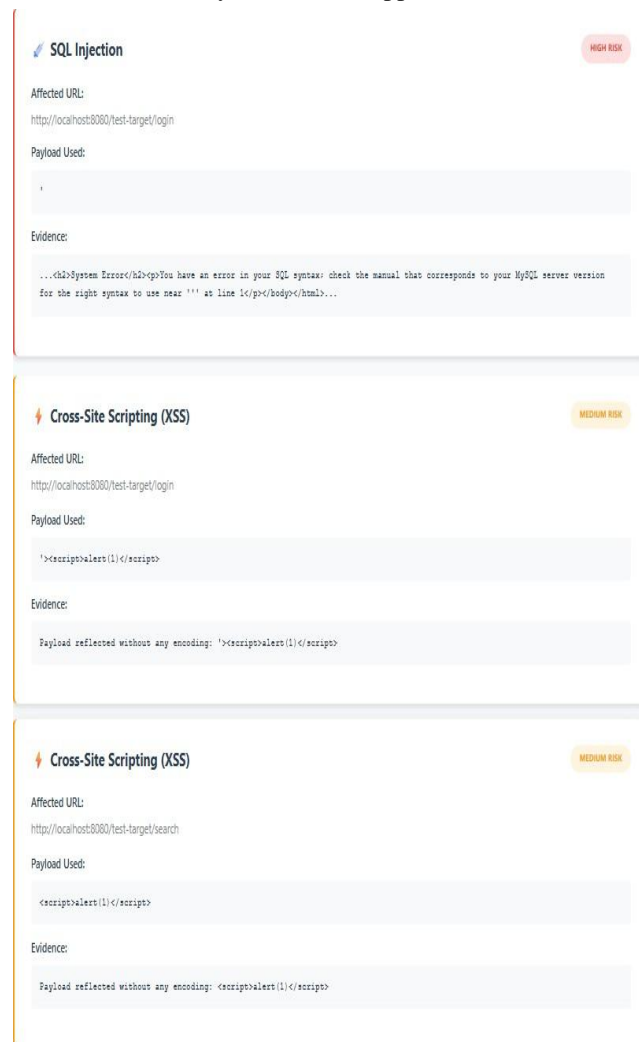 SQL Injection
HIGH RISK
Affected URL:
http://localhost:8080/test-target/login
Payload Used:
'
Evidence:
...<h2>System Error</h2><p>You have an error in your SQL syntax; check the manual that corresponds to your MySQL server version
for the right syntax to use near ''' at line 1</p></body></html>...
Cross-Site Scripting (XSS)
MEDIUM RISK
Affected URL:
http://localhost:8080/test-target/login
Payload Used:
'><script>alert(1)</script>
Evidence:
Payload reflected without any encoding: '><script>alert(1)</script>
Cross-Site Scripting (XSS)
MEDIUM RISK
Affected URL:
http://localhost:8080/test-target/search
Payload Used:
<script>alert(1)</script>
Evidence:
Payload reflected without any encoding: <script>alert(1)</script>